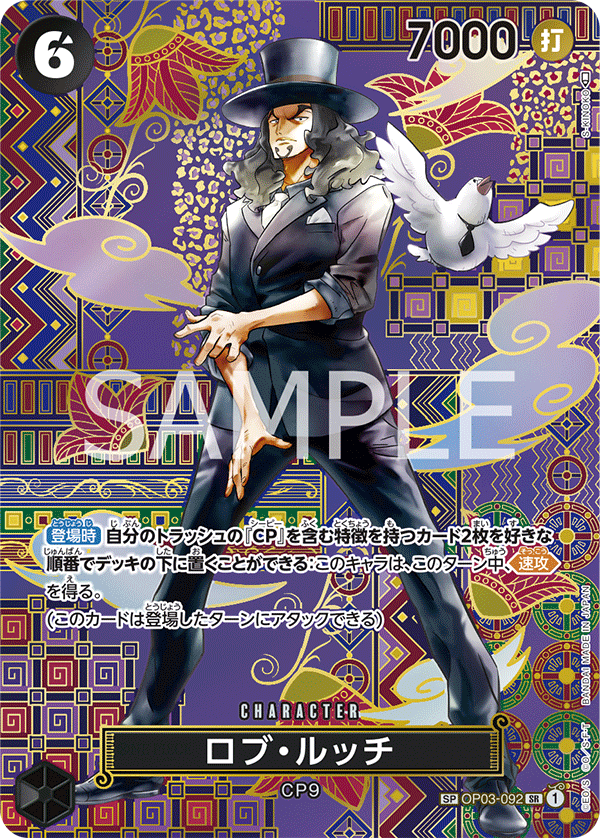 6
7000 打
S-KINOKO
SAMPLE
登場時 自分のトラッシュの『CP』を含む特徴を持つカード2枚を好きな
順番でデッキの下に置くことができる:このキャラは、このターン中、速攻
を得る。
(このカードは登場したターンにアタックできる)
CHARACTER
ロブ・ルッチ
CP9
SP OP03-092 SR 1
BANDAI MADE IN JAPAN